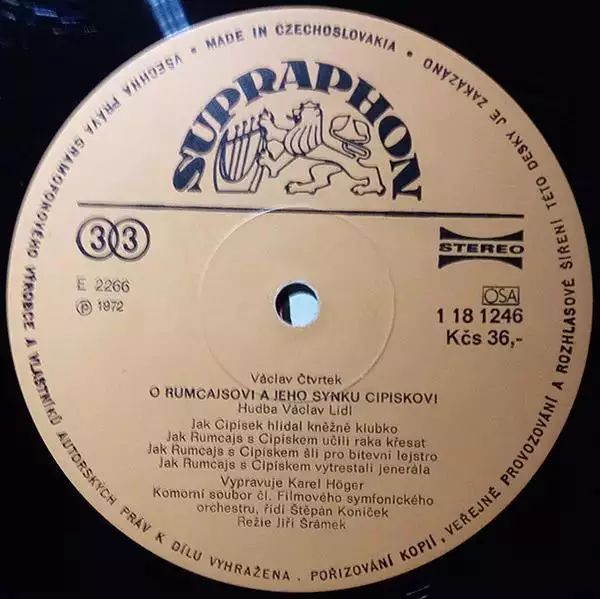 VŠECHNA PRÁVA GRAMOFONOVÉHO VÝROBCE A VLASTNÍKŮ AUTORSKÝCH PRÁV K DÍLU VYHRAŽENA. POŘIZOVÁNÍ KOPIÍ, VEŘEJNÉ PROVOZOVÁNÍ A ROZHLASOVÉ ŠÍŘENÍ TÉTO DESKY JE ZAKÁZÁNO • MADE IN CZECHOSLOVAKIA •
SUPRAPHON
33
STEREO
E 2266
℗ 1972
OSA
1 18 1246
Kčs 36,-
Václav Čtvrtek
O RUMCAJSOVI A JEHO SYNKU CIPISKOVI
Hudba Václav Lídl
Jak Cipísek hlídal kněžně klubko
Jak Rumcajs s Cipískem učili raka křesat
Jak Rumcajs s Cipískem šli pro bitevní lejstro
Jak Rumcajs s Cipískem vytrestali jenerála
Vypravuje Karel Höger
Komorní soubor čl. Filmového symfonického
orchestru, řídí Štěpán Koníček
Režie Jiří Šrámek